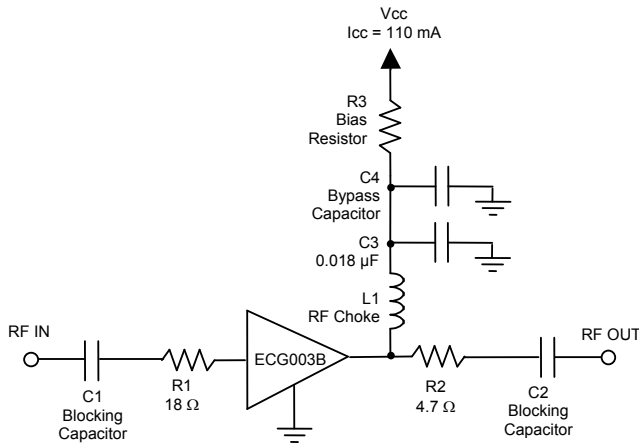 Vcc
Icc = 110 mA
R3
Bias
Resistor
C4
Bypass
Capacitor
C3
0.018 µF
L1
RF Choke
RF IN
RF OUT
ECG003B
C1
Blocking
Capacitor
R1
18 Ω
R2
4.7 Ω
C2
Blocking
Capacitor